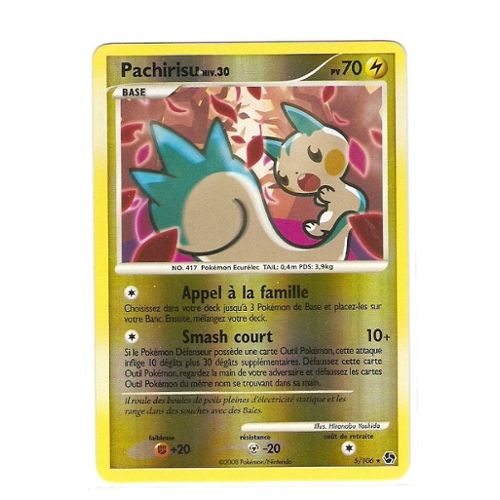 Pachirisu NIV.30 PV 70
BASE
NO. 417 Pokémon Ecurélec TAIL: 0,4m PDS: 3,9kg
Appel à la famille
Choisissez dans votre deck jusqu'à 3 Pokémon de Base et placez-les sur
votre Banc. Ensuite, mélangez votre deck.
Smash court 10+
Si le Pokémon Défenseur possède une carte Outil Pokémon, cette attaque
inflige 10 dégâts plus 30 dégâts supplémentaires. Défaussez cette carte
Outil Pokémon, regardez la main de votre adversaire et défaussez les cartes
Outil Pokémon du même nom se trouvant dans sa main.
Il roule des boules de poils pleines d'électricité statique et les
range dans des souches avec des Baies.
Illus. Hironobu Yoshida
faiblesse résistance coût de retraite
+20 -20
©2008 Pokémon/Nintendo 5/106 ★